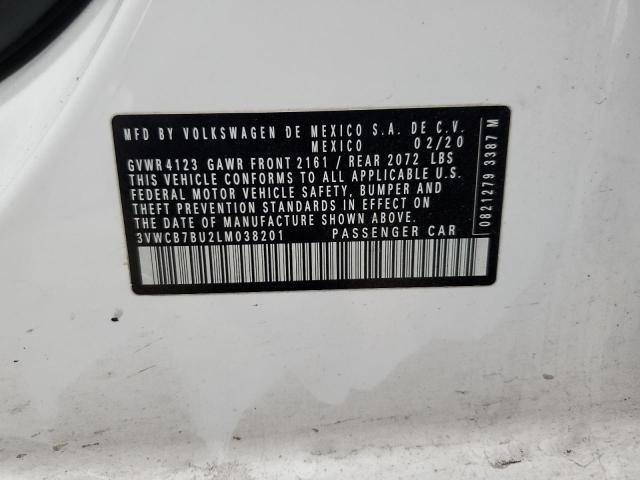 MFD BY VOLKSWAGEN DE MEXICO S.A. DE C.V.
MEXICO 02/20
GVWR 4123 GAWR FRONT 2161 / REAR 2072 LBS
THIS VEHICLE CONFORMS TO ALL APPLICABLE U.S.
FEDERAL MOTOR VEHICLE SAFETY, BUMPER AND
THEFT PREVENTION STANDARDS IN EFFECT ON
THE DATE OF MANUFACTURE SHOWN ABOVE.
3VWCB7BU2LM038201 PASSENGER CAR
0821279 3387 M